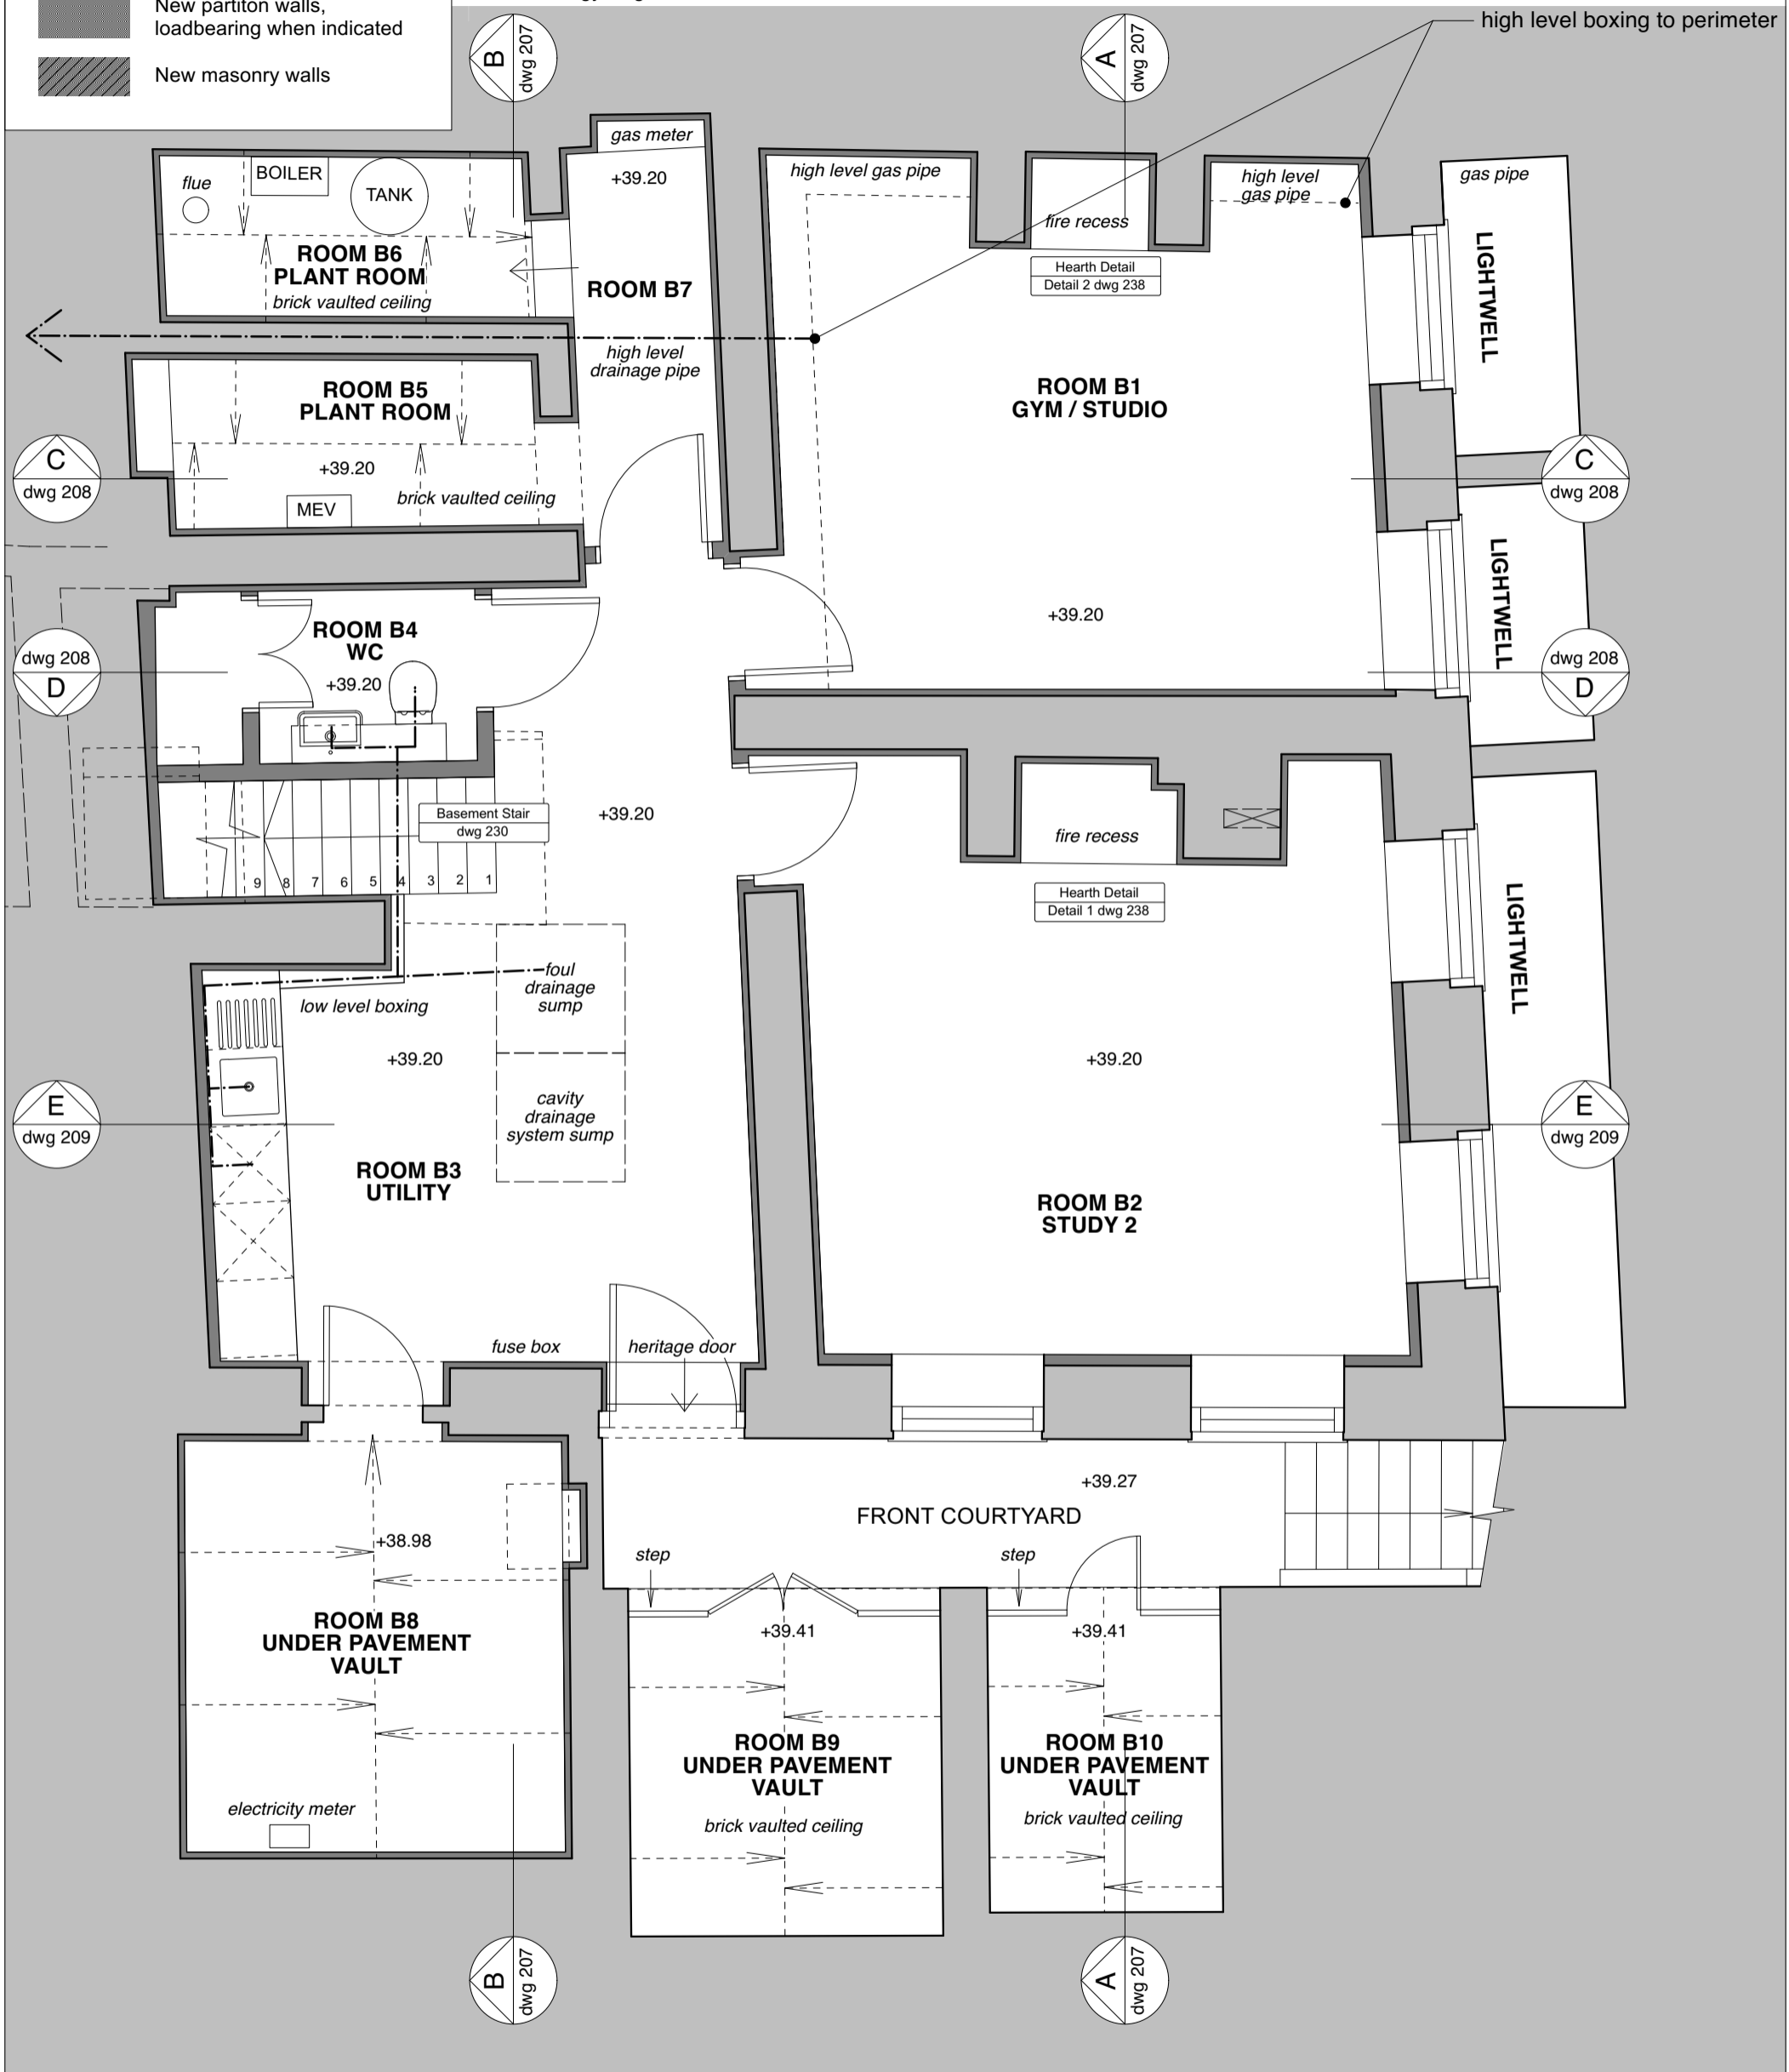 New partiton walls,
loadbearing when indicated
New masonry walls
high level boxing to perimeter
B
dwg 207
A
dwg 207
gas meter
+39.20
BOILER
TANK
flue
ROOM B6
PLANT ROOM
brick vaulted ceiling
ROOM B7
high level gas pipe
fire recess
high level
gas pipe
gas pipe
LIGHTWELL
Hearth Detail
Detail 2 dwg 238
high level
drainage pipe
ROOM B5
PLANT ROOM
+39.20
brick vaulted ceiling
MEV
ROOM B1
GYM / STUDIO
+39.20
C
dwg 208
C
dwg 208
LIGHTWELL
dwg 208
D
dwg 208
D
ROOM B4
WC
+39.20
Basement Stair
dwg 230
+39.20
9 8 7 6 5 4 3 2 1
fire recess
Hearth Detail
Detail 1 dwg 238
LIGHTWELL
foul
drainage
sump
low level boxing
+39.20
+39.20
cavity
drainage
system sump
E
dwg 209
E
dwg 209
ROOM B3
UTILITY
ROOM B2
STUDY 2
fuse box
heritage door
+39.27
FRONT COURTYARD
step
step
+38.98
+39.41
+39.41
ROOM B8
UNDER PAVEMENT
VAULT
ROOM B9
UNDER PAVEMENT
VAULT
brick vaulted ceiling
ROOM B10
UNDER PAVEMENT
VAULT
brick vaulted ceiling
electricity meter
B
dwg 207
A
dwg 207